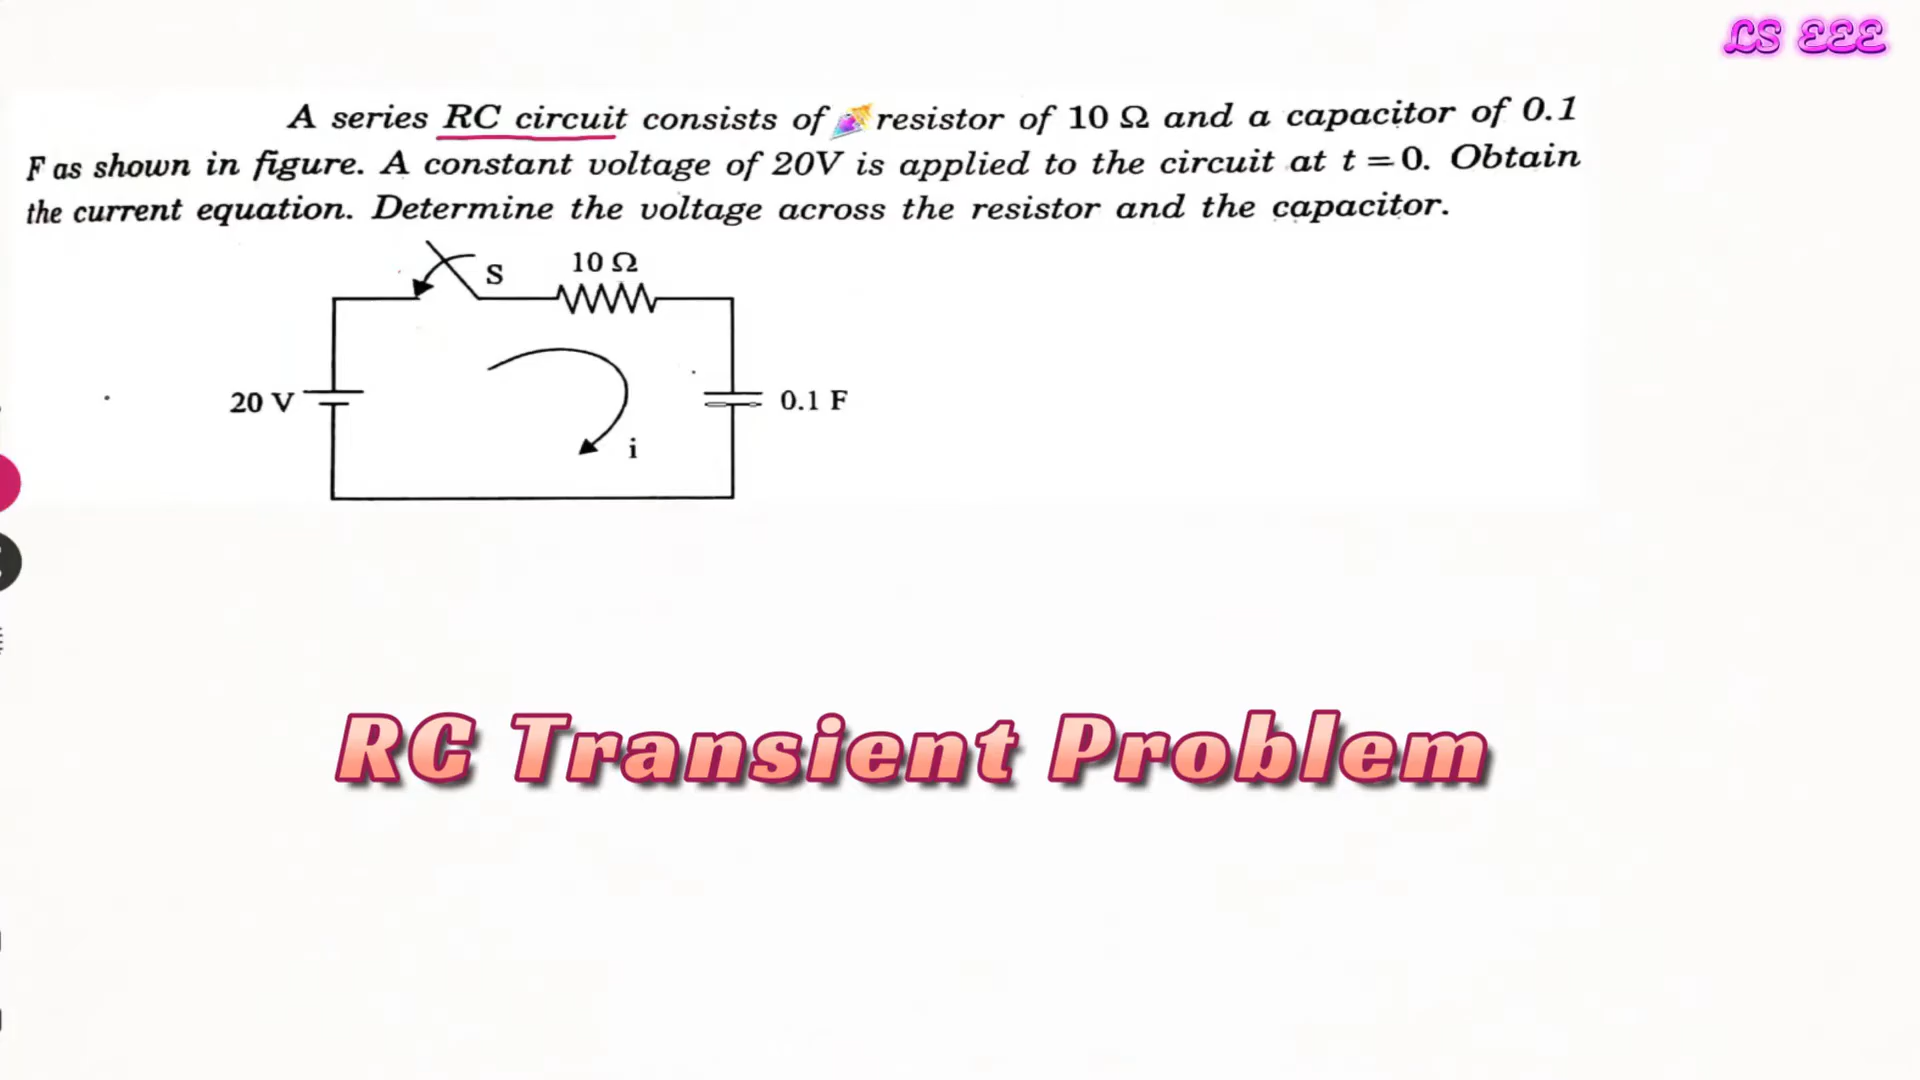 LS EEE
A series RC circuit consists of resistor of 10 Ω and a capacitor of 0.1
F as shown in figure. A constant voltage of 20V is applied to the circuit at t = 0. Obtain
the current equation. Determine the voltage across the resistor and the capacitor.
S
10 Ω
20 V
0.1 F
i
RC Transient Problem